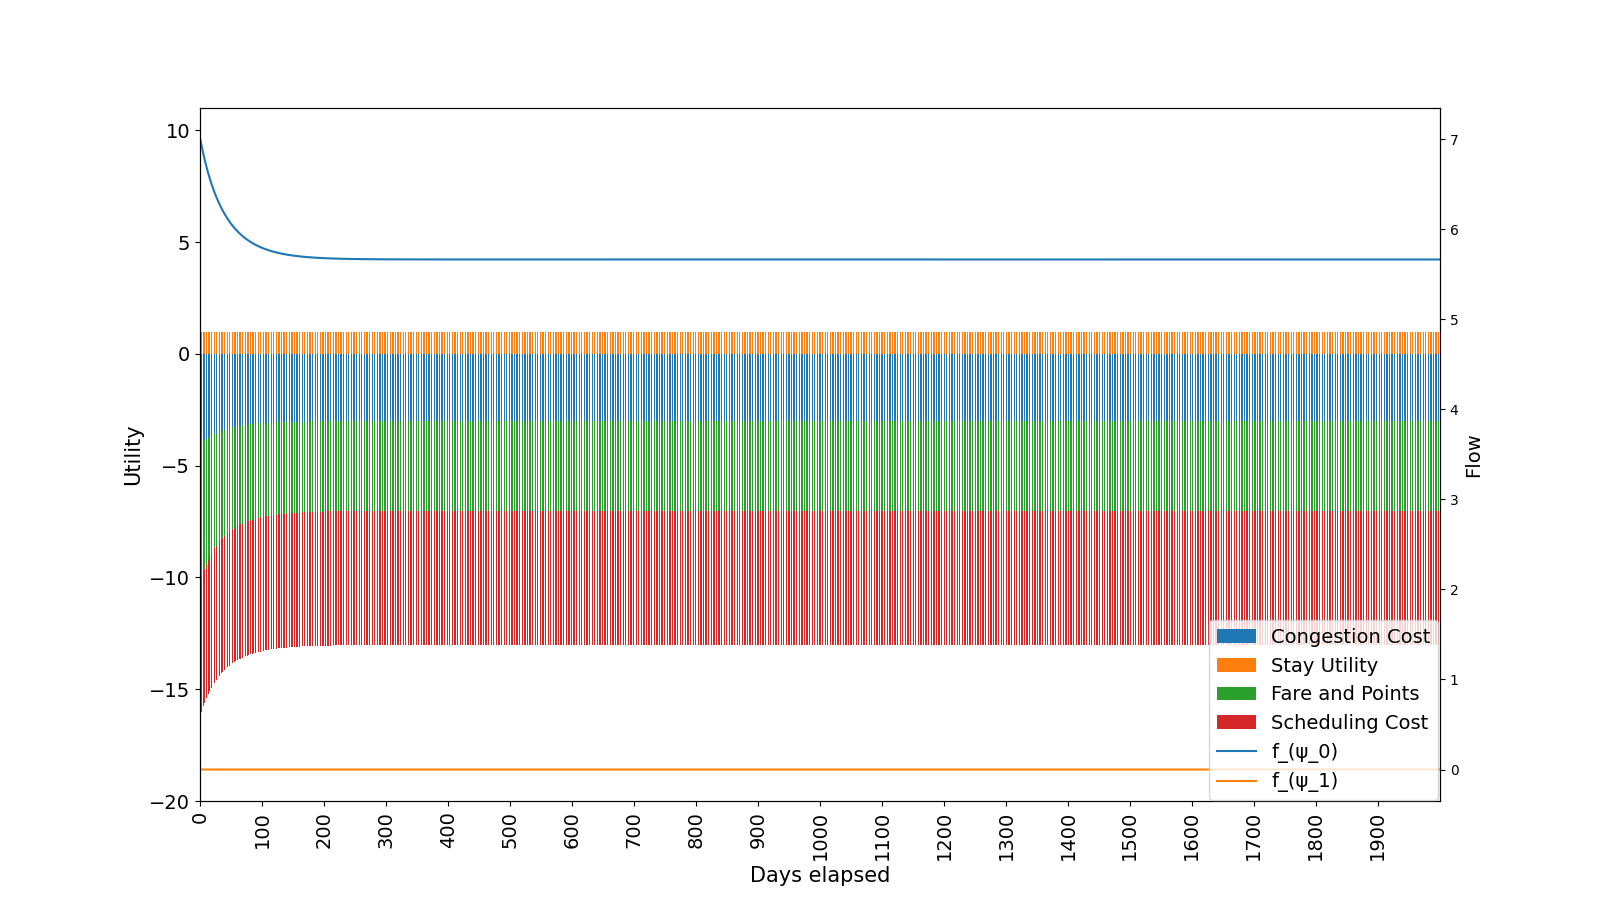 10
5
0
−5
−10
−15
−20
Utility
7
6
5
4
3
2
1
0
Flow
Congestion Cost
Stay Utility
Fare and Points
Scheduling Cost
f_(ψ_0)
f_(ψ_1)
0 100 200 300 400 500 600 700 800 900 1000 1100 1200 1300 1400 1500 1600 1700 1800 1900
Days elapsed